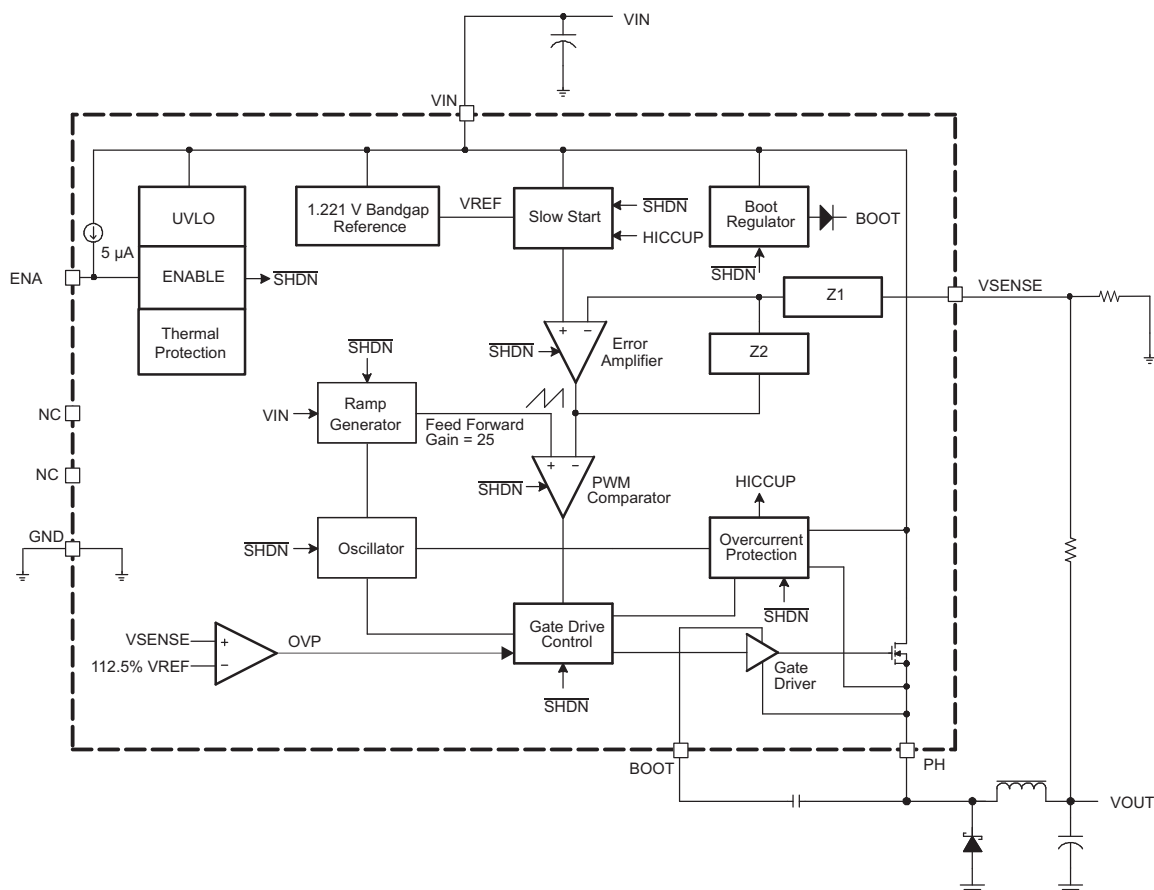 VIN
VIN
UVLO
1.221 V Bandgap
Reference
VREF
Slow Start
SHDN
HICCUP
Boot
Regulator
BOOT
SHDN
5 µA
ENA
ENABLE
SHDN
Thermal
Protection
Z1
VSENSE
+
−
SHDN
Error
Amplifier
Z2
SHDN
VIN
Ramp
Generator
Feed Forward
Gain = 25
NC
NC
+
−
SHDN
PWM
Comparator
HICCUP
GND
SHDN
Oscillator
Overcurrent
Protection
SHDN
VSENSE
+
112.5% VREF
−
OVP
Gate Drive
Control
SHDN
Gate
Driver
BOOT
PH
VOUT